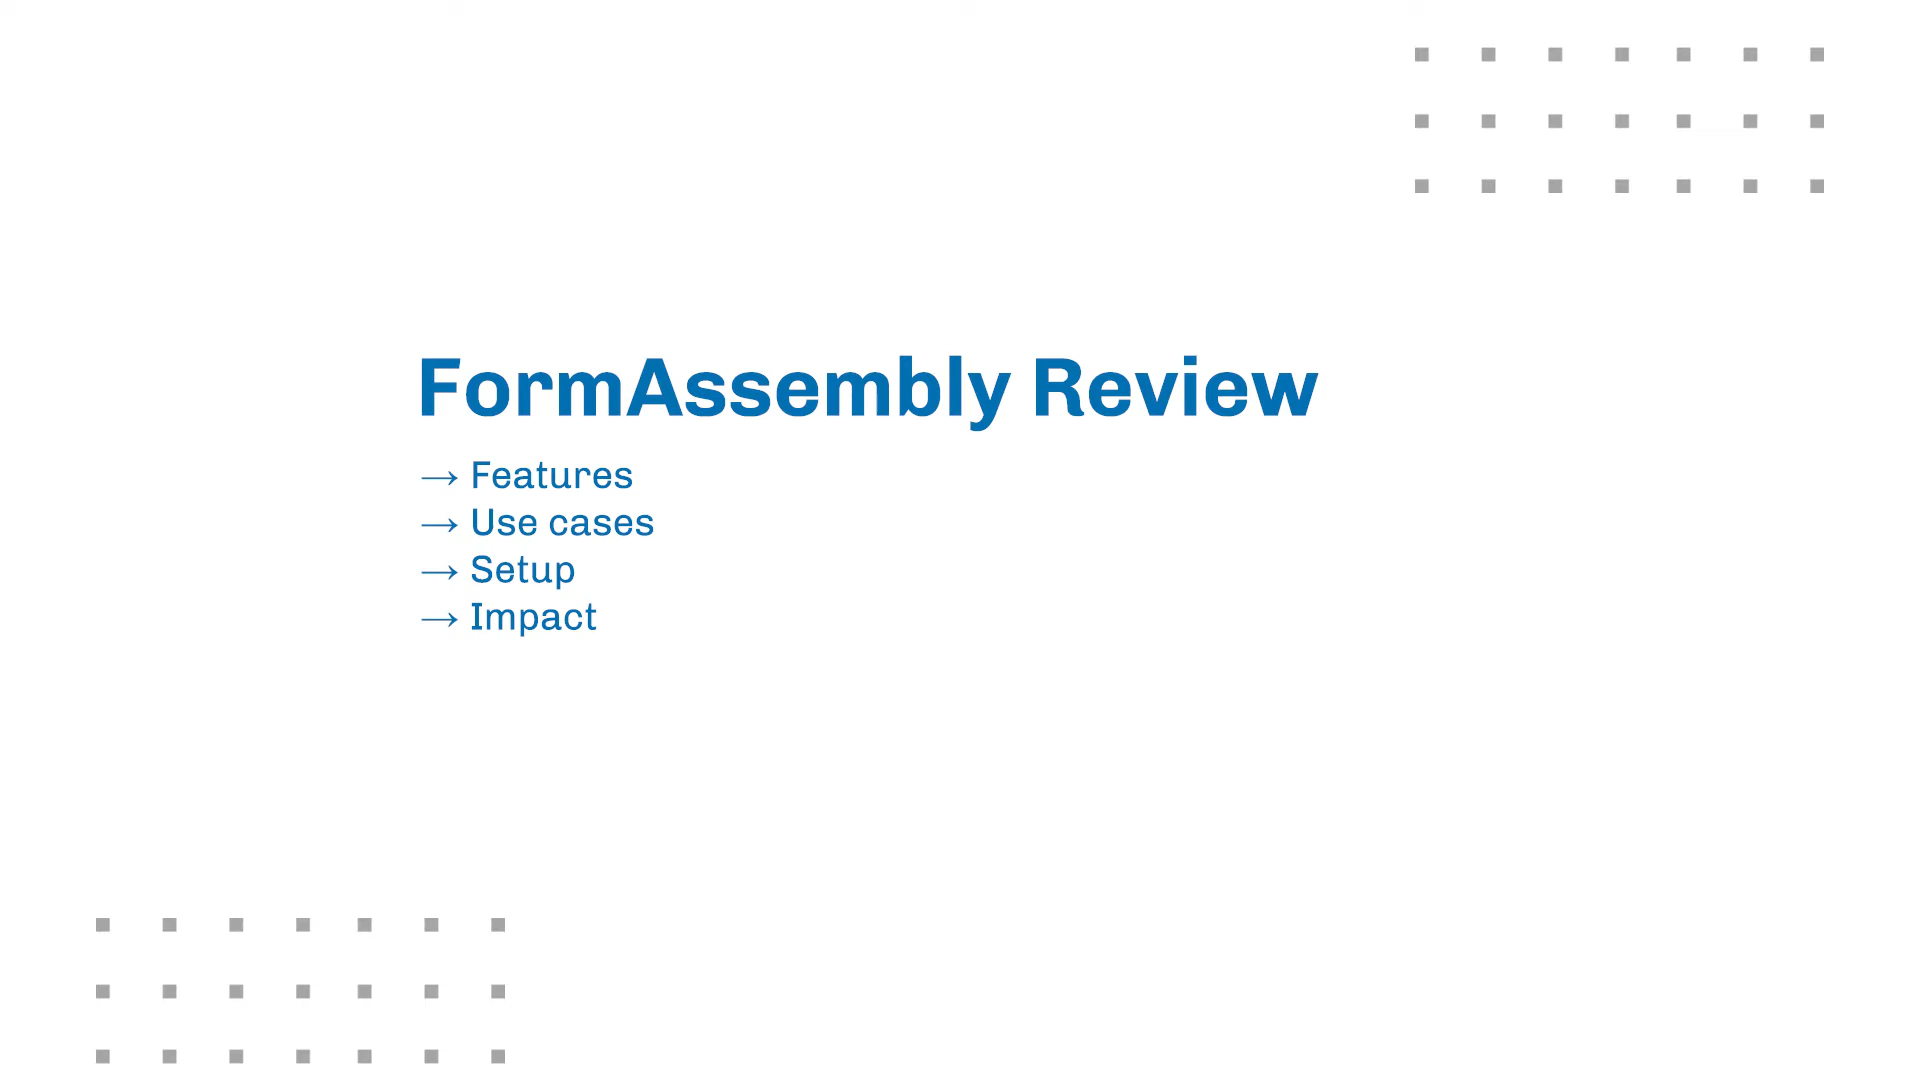 FormAssembly Review
→ Features
→ Use cases
→ Setup
→ Impact